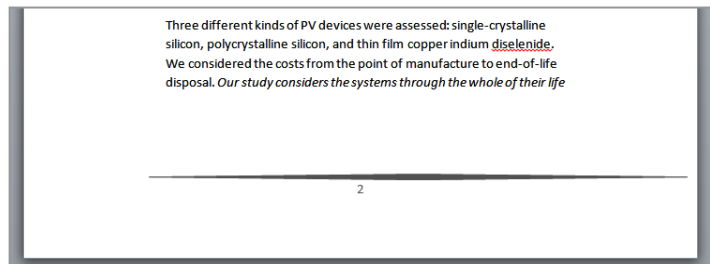 Three different kinds of PV devices were assessed: single-crystalline
silicon, polycrystalline silicon, and thin film copper indium diselenide.
We considered the costs from the point of manufacture to end-of-life
disposal. Our study considers the systems through the whole of their life
2